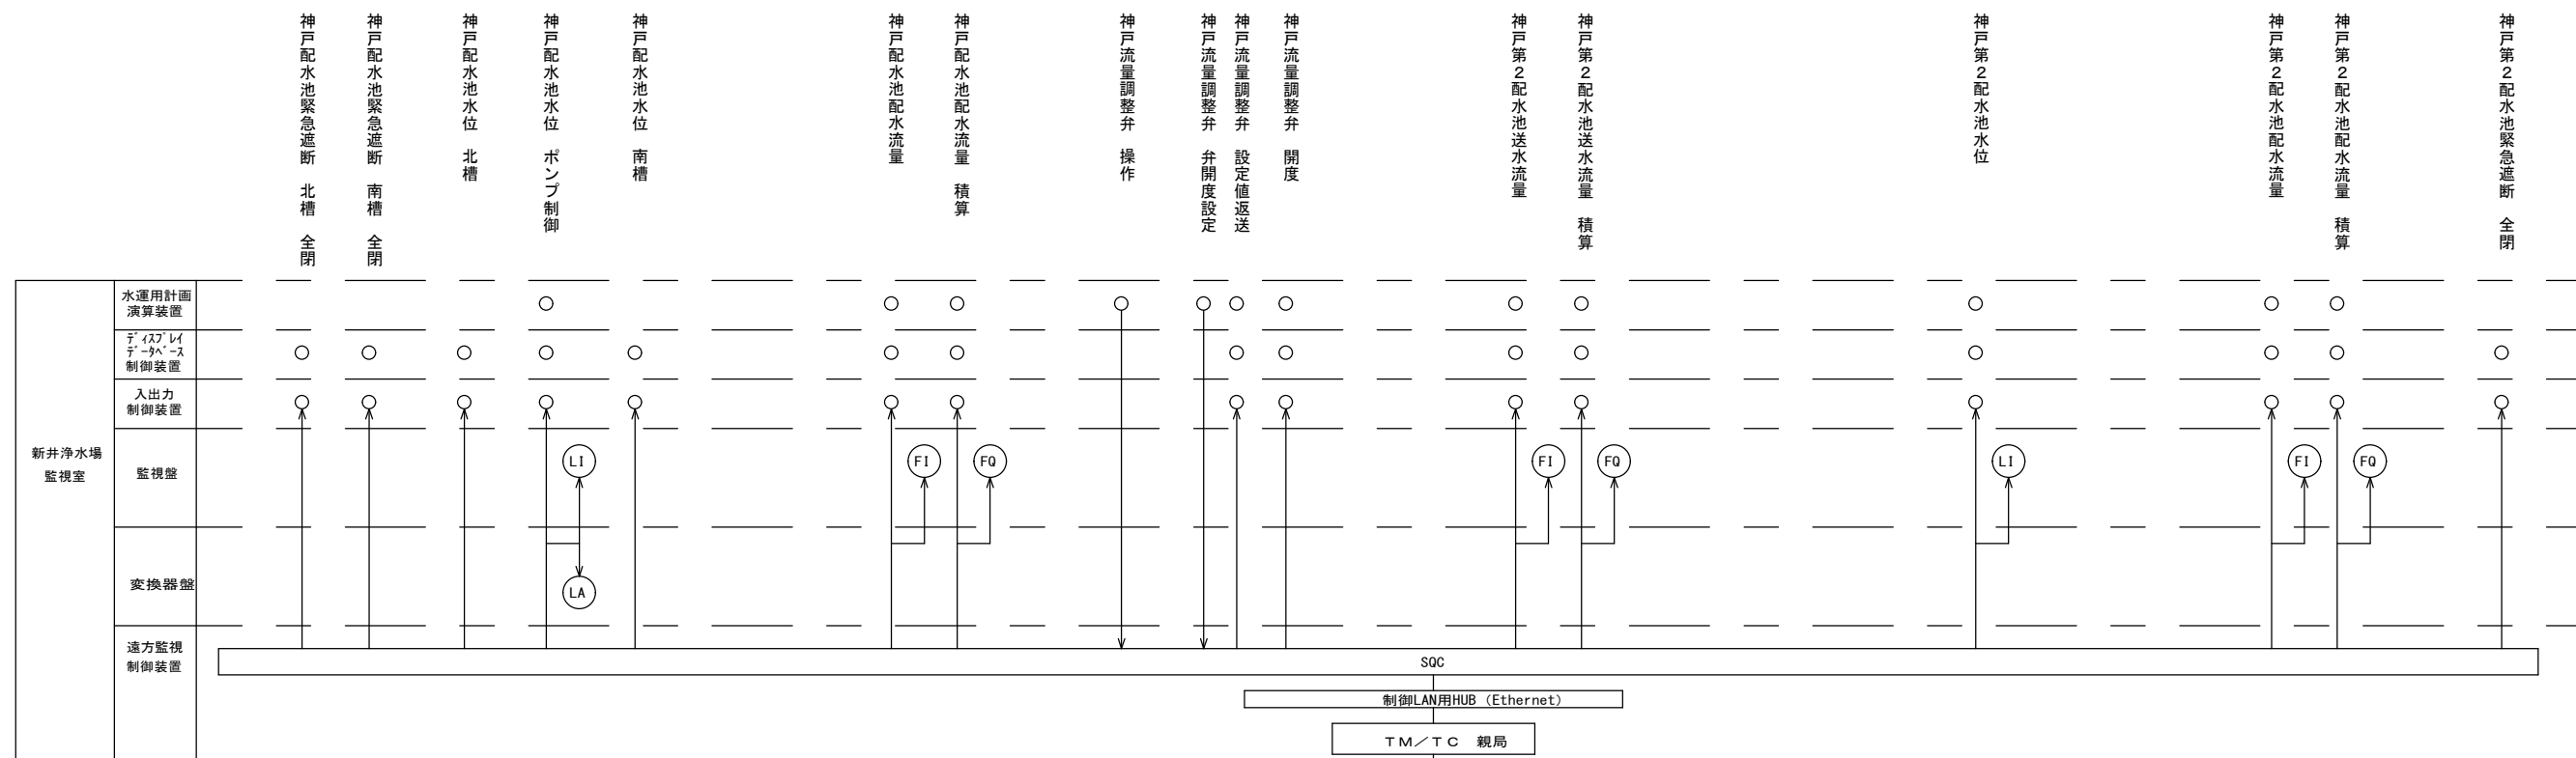 神戸配水池緊急遮断　北槽　全閉
神戸配水池緊急遮断　南槽　全閉
神戸配水池水位　北槽
神戸配水池水位　ポンプ制御
神戸配水池水位　南槽
神戸配水池配水流量
神戸配水池配水流量　積算
神戸流量調整弁　操作
神戸流量調整弁　弁開度設定
神戸流量調整弁　設定値返送
神戸流量調整弁　開度
神戸第２配水池送水流量
神戸第２配水池送水流量　積算
神戸第２配水池水位
神戸第２配水池配水流量
神戸第２配水池配水流量　積算
神戸第２配水池緊急遮断　全閉
水運用計画
演算装置
ﾃﾞｨｽﾌﾟﾚｲ
ﾃﾞｰﾀﾍﾞｰｽ
制御装置
入出力
制御装置
新井浄水場
監視室
監視盤
LI
FI
FQ
FI
FQ
LI
FI
FQ
変換器盤
LA
遠方監視
制御装置
SQC
制御LAN用HUB (Ethernet)
ＴＭ／ＴＣ　親局